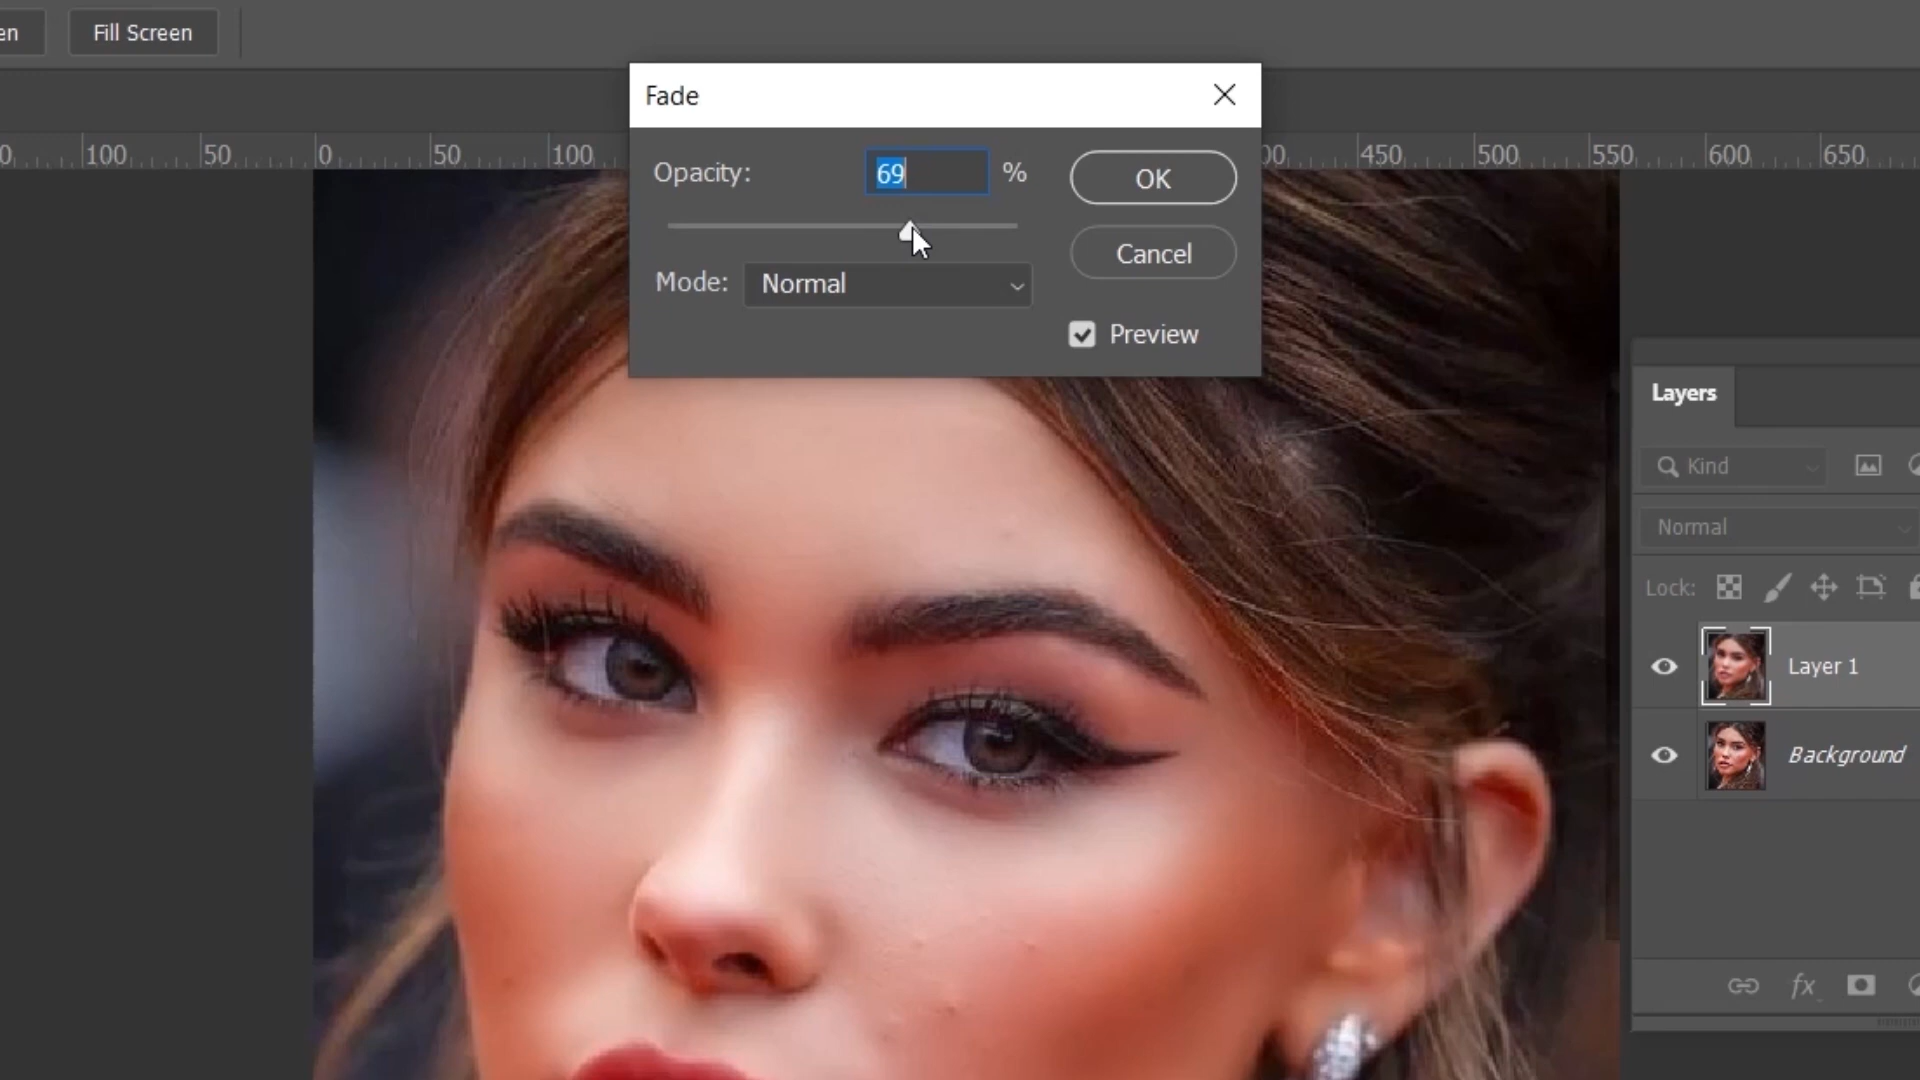 en
Fill Screen
Fade
0 100 50 0 50 100 00 450 500 550 600 650
Opacity: 69 %
OK
Cancel
Mode: Normal
Preview
Layers
Kind
Normal
Lock:
Layer 1
Background
fx